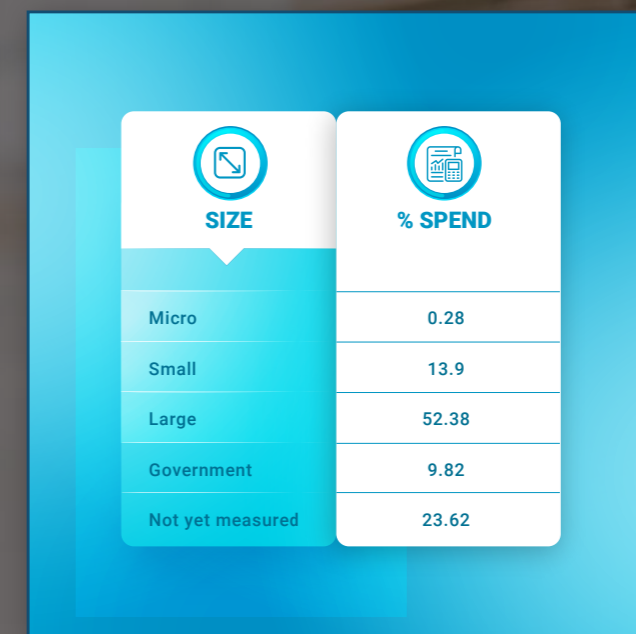 SIZE % SPEND
Micro 0.28
Small 13.9
Large 52.38
Government 9.82
Not yet measured 23.62